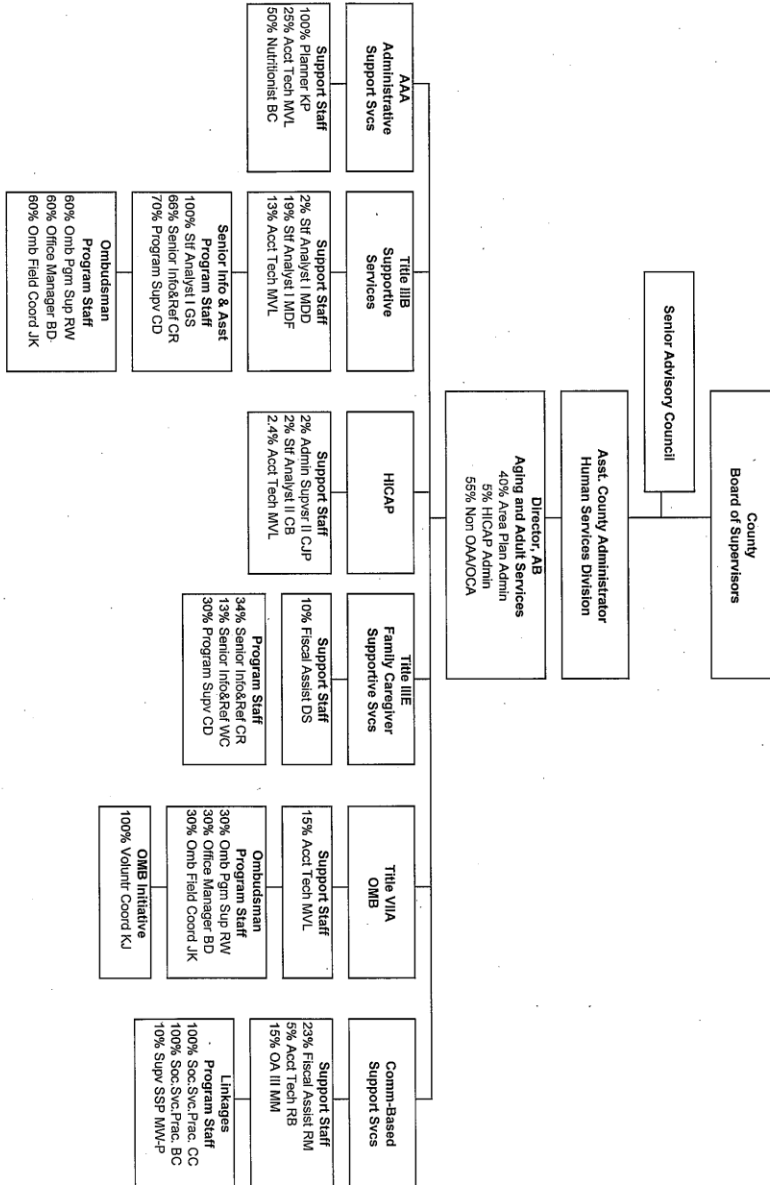 County
Board of Supervisors
Senior Advisory Council
Asst. County Administrator
Human Services Division
Director, AB
Aging and Adult Services
40% Area Plan Admin
5% HICAP Admin
55% Non OAA/OCA
AAA
Administrative
Support Svcs
Support Staff
100% Planner KP
25% Acct Tech MVL
50% Nutritionist BC
Title IIIB
Supportive
Services
Support Staff
2% Stf Analyst I MDD
19% Stf Analyst I MDF
13% Acct Tech MVL
Senior Info & Asst
Program Staff
100% Stf Analyst I GS
66% Senior Info&Ref CR
70% Program Supv CD
Ombudsman
Program Staff
60% Omb Pgm Sup RW
60% Office Manager BD
60% Omb Field Coord JK
HICAP
Support Staff
2% Admin Supvsr II CJP
2% Stf Analyst II CB
2.4% Acct Tech MVL
Title IIIE
Family Caregiver
Supportive Svcs
Support Staff
10% Fiscal Assist DS
Program Staff
34% Senior Info&Ref CR
13% Senior Info&Ref WC
30% Program Supv CD
Title VIIA
OMB
Support Staff
15% Acct Tech MVL
Ombudsman
Program Staff
30% Omb Pgm Sup RW
30% Office Manager BD
30% Omb Field Coord JK
OMB Initiative
100% Voluntr Coord KJ
Comm-Based
Support Svcs
Support Staff
23% Fiscal Assist RM
5% Acct Tech RB
15% OA III MM
Linkages
Program Staff
100% Soc.Svc.Prac. CC
100% Soc.Svc.Prac. BC
10% Supv SSP MW-P